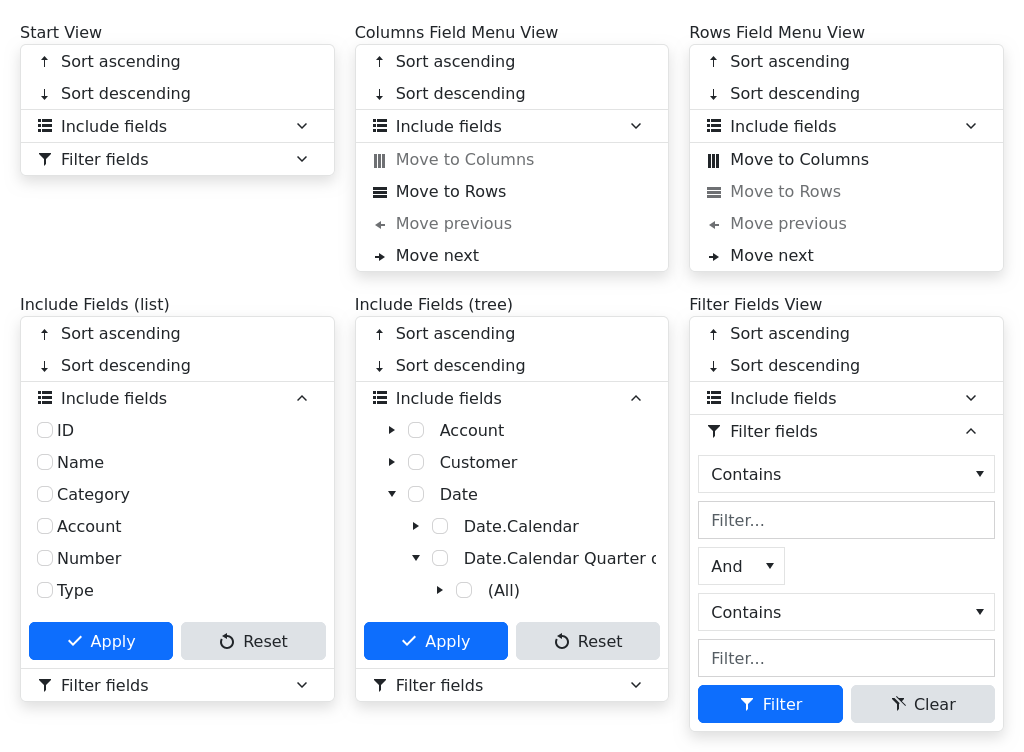 Start View
Sort ascending
Sort descending
Include fields
Filter fields
Columns Field Menu View
Sort ascending
Sort descending
Include fields
Move to Columns
Move to Rows
Move previous
Move next
Rows Field Menu View
Sort ascending
Sort descending
Include fields
Move to Columns
Move to Rows
Move previous
Move next
Include Fields (list)
Sort ascending
Sort descending
Include fields
ID
Name
Category
Account
Number
Type
Apply Reset
Filter fields
Include Fields (tree)
Sort ascending
Sort descending
Include fields
Account
Customer
Date
Date.Calendar
Date.Calendar Quarter
(All)
Apply Reset
Filter fields
Filter Fields View
Sort ascending
Sort descending
Include fields
Filter fields
Contains
Filter...
And
Contains
Filter...
Filter Clear